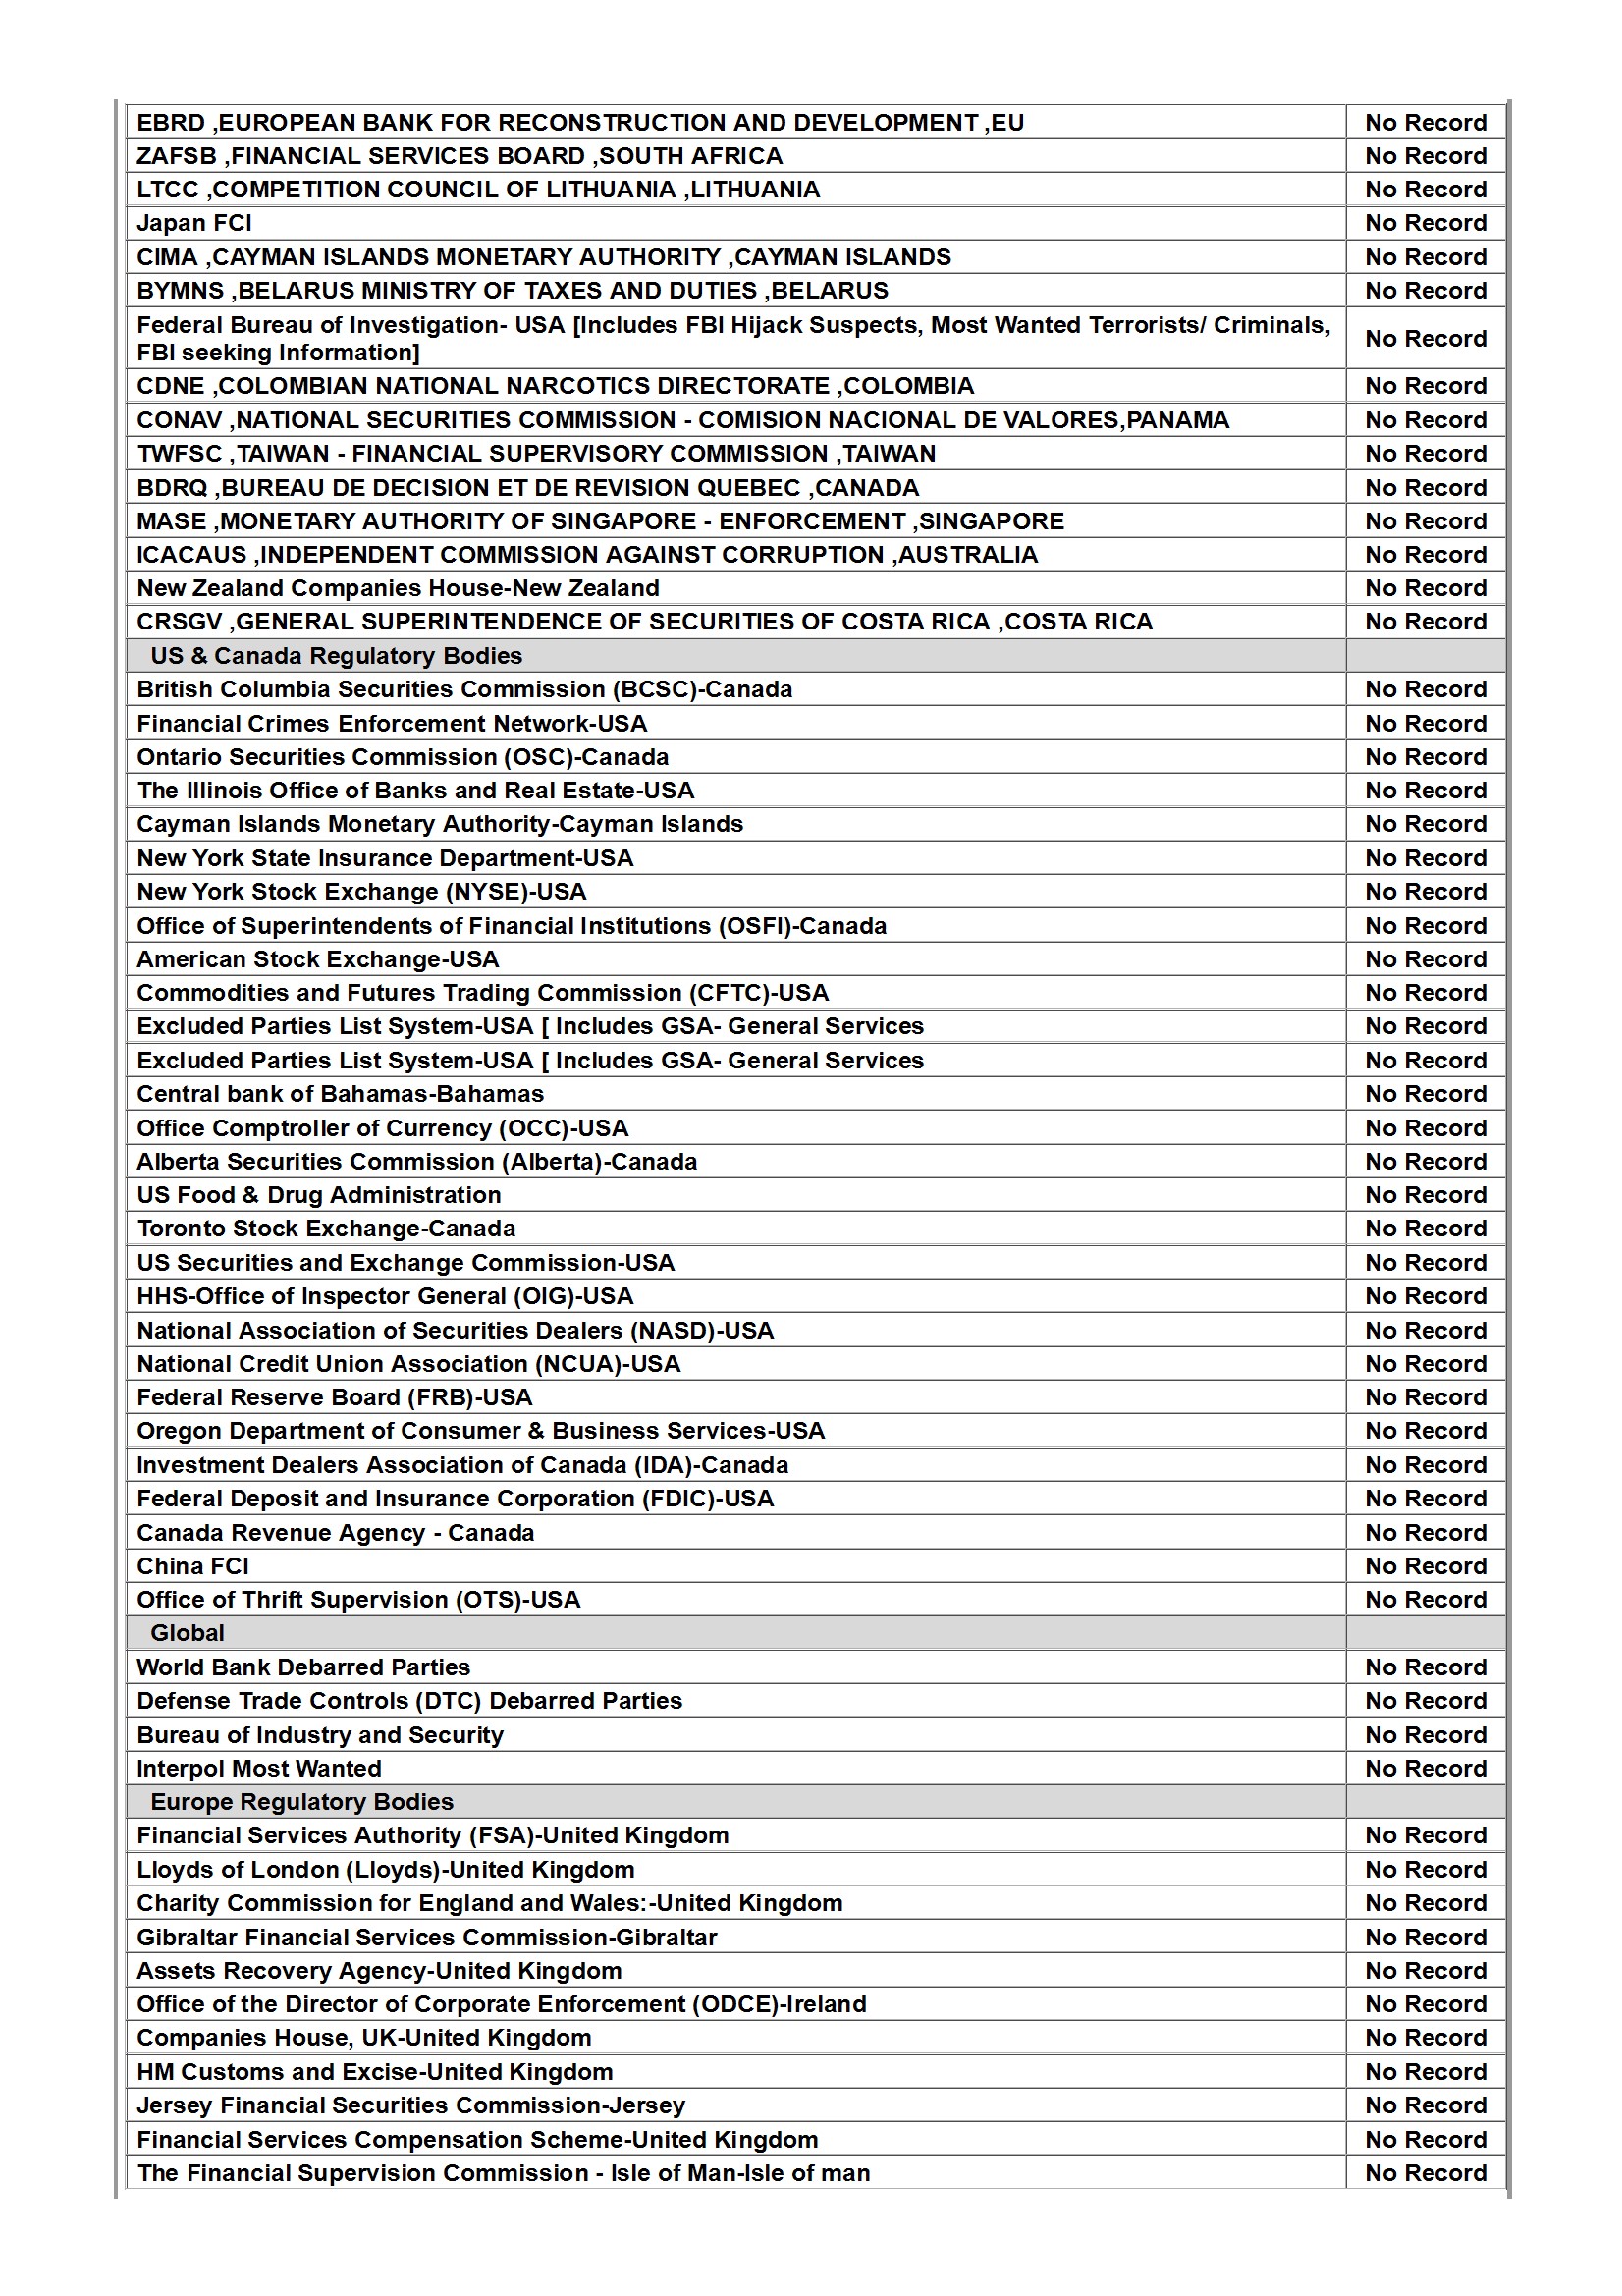 EBRD ,EUROPEAN BANK FOR RECONSTRUCTION AND DEVELOPMENT ,EU No Record
ZAFSB ,FINANCIAL SERVICES BOARD ,SOUTH AFRICA No Record
LTCC ,COMPETITION COUNCIL OF LITHUANIA ,LITHUANIA No Record
Japan FCI No Record
CIMA ,CAYMAN ISLANDS MONETARY AUTHORITY ,CAYMAN ISLANDS No Record
BYMNS ,BELARUS MINISTRY OF TAXES AND DUTIES ,BELARUS No Record
Federal Bureau of Investigation- USA [Includes FBI Hijack Suspects, Most Wanted Terrorists/ Criminals,
FBI seeking Information] No Record
CDNE ,COLOMBIAN NATIONAL NARCOTICS DIRECTORATE ,COLOMBIA No Record
CONAV ,NATIONAL SECURITIES COMMISSION - COMISION NACIONAL DE VALORES,PANAMA No Record
TWFSC ,TAIWAN - FINANCIAL SUPERVISORY COMMISSION ,TAIWAN No Record
BDRQ ,BUREAU DE DECISION ET DE REVISION QUEBEC ,CANADA No Record
MASE ,MONETARY AUTHORITY OF SINGAPORE - ENFORCEMENT ,SINGAPORE No Record
ICACAUS ,INDEPENDENT COMMISSION AGAINST CORRUPTION ,AUSTRALIA No Record
New Zealand Companies House-New Zealand No Record
CRSGV ,GENERAL SUPERINTENDENCE OF SECURITIES OF COSTA RICA ,COSTA RICA No Record
US & Canada Regulatory Bodies
British Columbia Securities Commission (BCSC)-Canada No Record
Financial Crimes Enforcement Network-USA No Record
Ontario Securities Commission (OSC)-Canada No Record
The Illinois Office of Banks and Real Estate-USA No Record
Cayman Islands Monetary Authority-Cayman Islands No Record
New York State Insurance Department-USA No Record
New York Stock Exchange (NYSE)-USA No Record
Office of Superintendents of Financial Institutions (OSFI)-Canada No Record
American Stock Exchange-USA No Record
Commodities and Futures Trading Commission (CFTC)-USA No Record
Excluded Parties List System-USA [ Includes GSA- General Services No Record
Excluded Parties List System-USA [ Includes GSA- General Services No Record
Central bank of Bahamas-Bahamas No Record
Office Comptroller of Currency (OCC)-USA No Record
Alberta Securities Commission (Alberta)-Canada No Record
US Food & Drug Administration No Record
Toronto Stock Exchange-Canada No Record
US Securities and Exchange Commission-USA No Record
HHS-Office of Inspector General (OIG)-USA No Record
National Association of Securities Dealers (NASD)-USA No Record
National Credit Union Association (NCUA)-USA No Record
Federal Reserve Board (FRB)-USA No Record
Oregon Department of Consumer & Business Services-USA No Record
Investment Dealers Association of Canada (IDA)-Canada No Record
Federal Deposit and Insurance Corporation (FDIC)-USA No Record
Canada Revenue Agency - Canada No Record
China FCI No Record
Office of Thrift Supervision (OTS)-USA No Record
Global
World Bank Debarred Parties No Record
Defense Trade Controls (DTC) Debarred Parties No Record
Bureau of Industry and Security No Record
Interpol Most Wanted No Record
Europe Regulatory Bodies
Financial Services Authority (FSA)-United Kingdom No Record
Lloyds of London (Lloyds)-United Kingdom No Record
Charity Commission for England and Wales:-United Kingdom No Record
Gibraltar Financial Services Commission-Gibraltar No Record
Assets Recovery Agency-United Kingdom No Record
Office of the Director of Corporate Enforcement (ODCE)-Ireland No Record
Companies House, UK-United Kingdom No Record
HM Customs and Excise-United Kingdom No Record
Jersey Financial Securities Commission-Jersey No Record
Financial Services Compensation Scheme-United Kingdom No Record
The Financial Supervision Commission - Isle of Man-Isle of man No Record